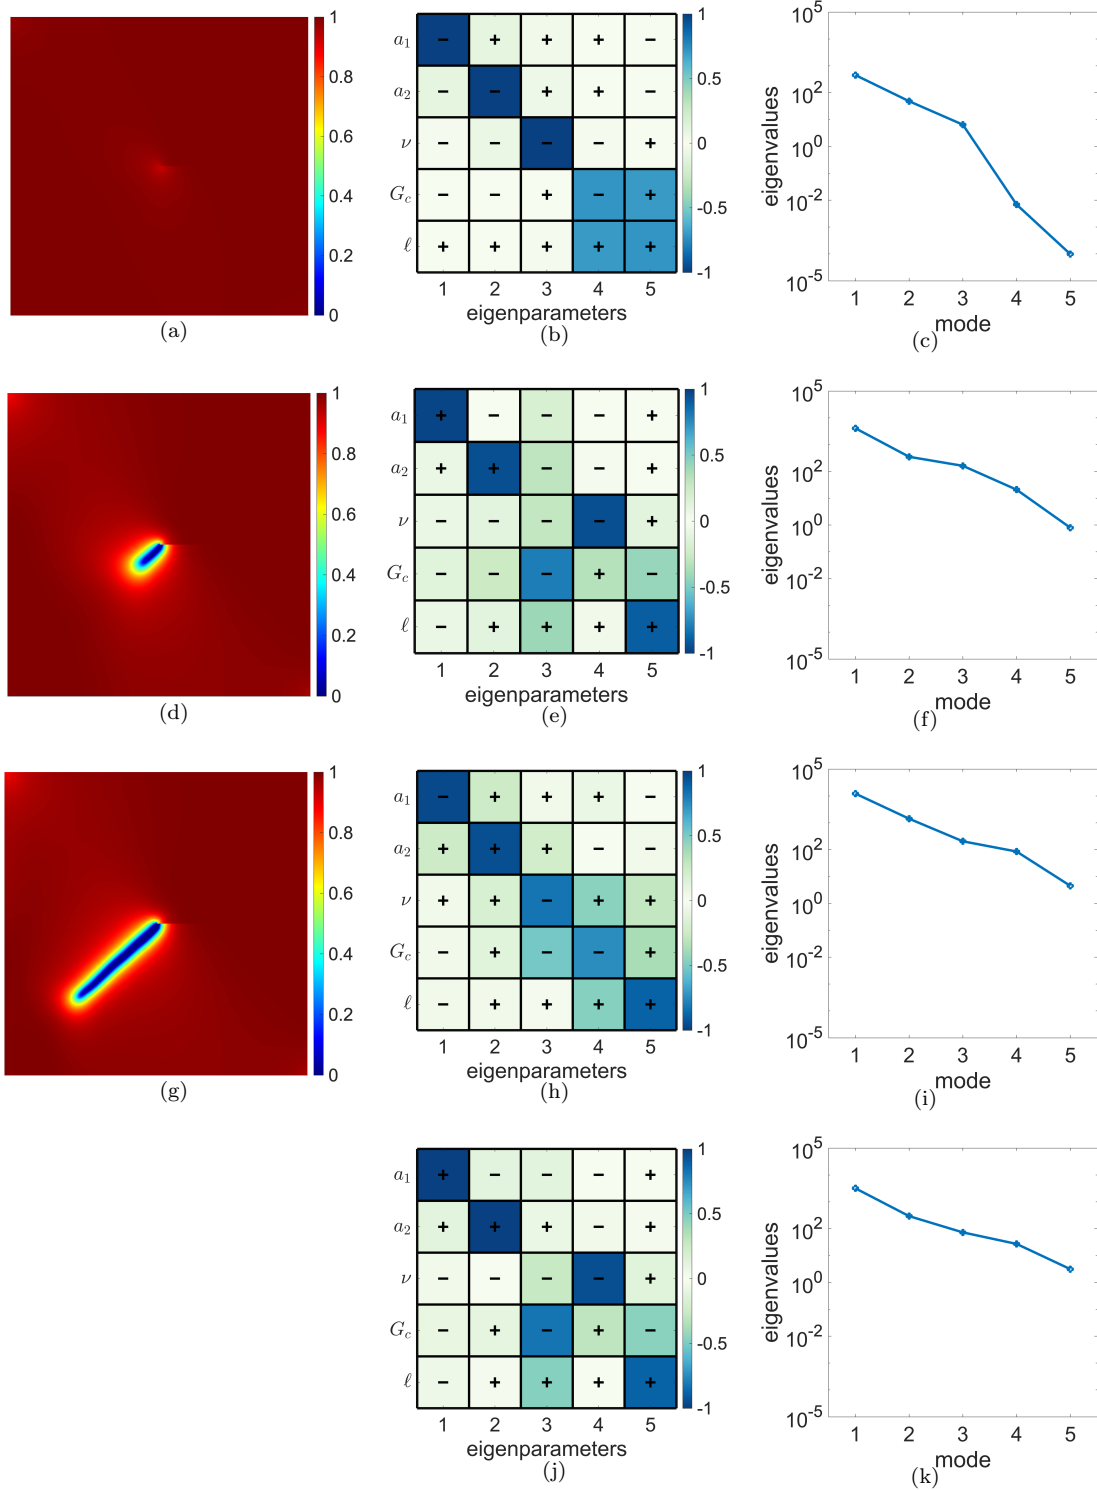 1
0.8
0.6
0.4
0.2
0
(a)
a1
a2
ν
Gc
ℓ
− + + + −
− − + + −
− − − − +
− − + − +
+ + + + +
1 2 3 4 5
eigenparameters
1
0.5
0
-0.5
-1
(b)
eigenvalues
10^5
10^2
10^0
10^-2
10^-5
1 2 3 4 5
mode
(c)
1
0.8
0.6
0.4
0.2
0
(d)
a1
a2
ν
Gc
ℓ
+ − − − +
+ + − − +
− − − − +
− − − + −
− + + + +
1 2 3 4 5
eigenparameters
1
0.5
0
-0.5
-1
(e)
eigenvalues
10^5
10^2
10^0
10^-2
10^-5
1 2 3 4 5
mode
(f)
1
0.8
0.6
0.4
0.2
0
(g)
a1
a2
ν
Gc
ℓ
− + + + −
+ + + − −
+ + − + +
− + − − +
− + + + +
1 2 3 4 5
eigenparameters
1
0.5
0
-0.5
-1
(h)
eigenvalues
10^5
10^2
10^0
10^-2
10^-5
1 2 3 4 5
mode
(i)
a1
a2
ν
Gc
ℓ
+ − − − +
+ + + − +
− − − − +
− + − + −
− + + + +
1 2 3 4 5
eigenparameters
1
0.5
0
-0.5
-1
(j)
eigenvalues
10^5
10^2
10^0
10^-2
10^-5
1 2 3 4 5
mode
(k)